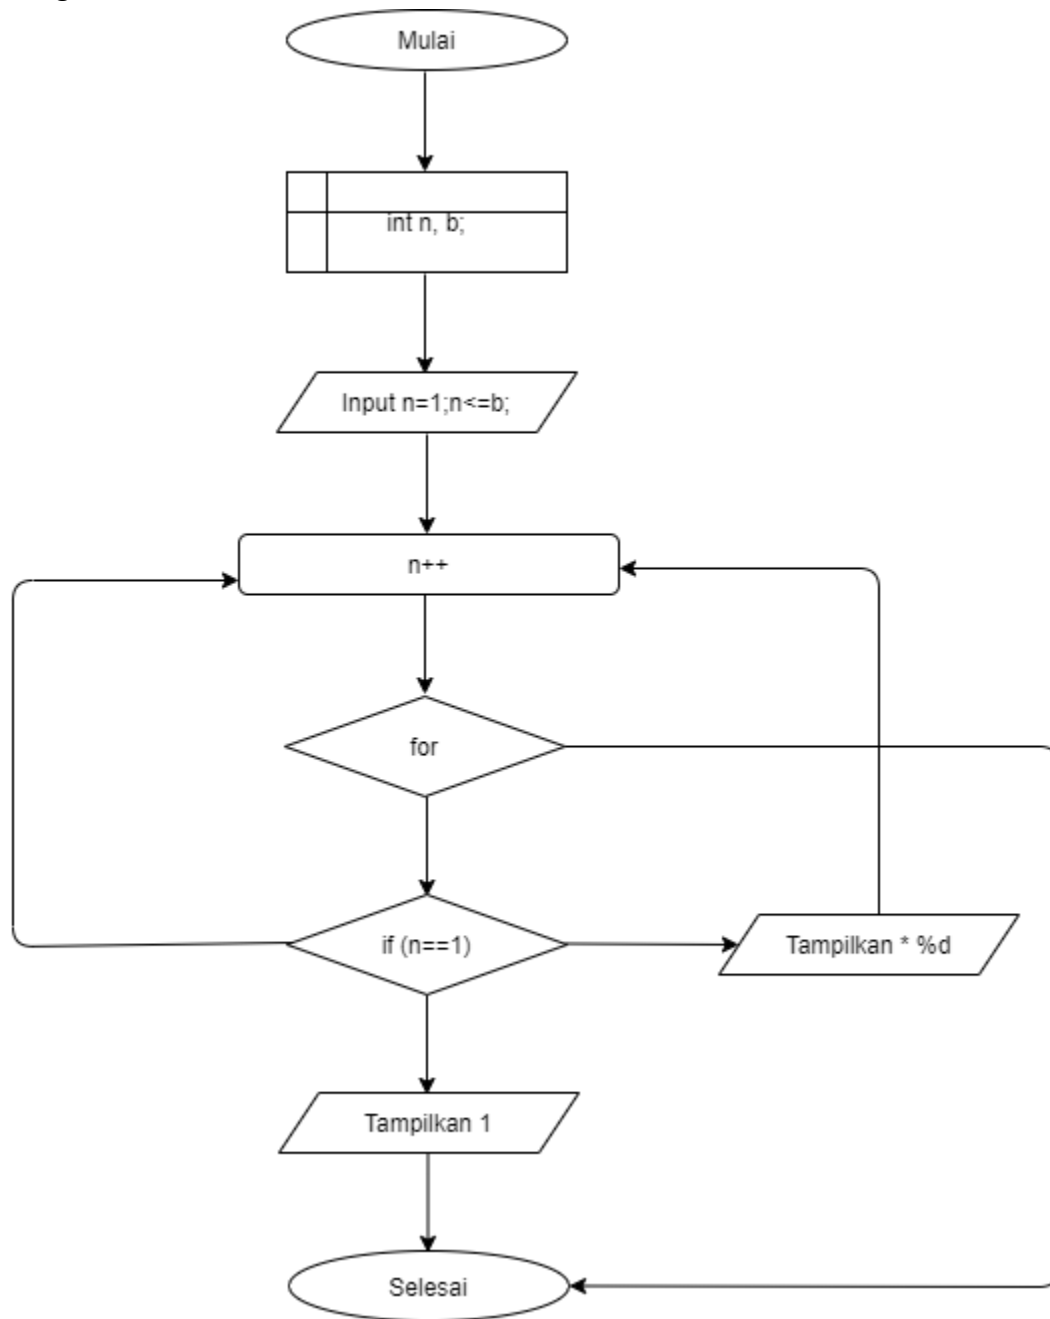 Mulai
int n, b;
Input n=1;n<=b;
n++
for
if (n==1)
Tampilkan * %d
Tampilkan 1
Selesai